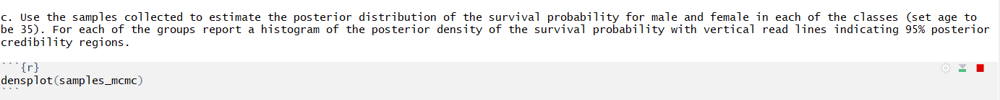 c. Use the samples collected to estimate the posterior distribution of the survival probability for male and female in each of the classes (set age to
be 35). For each of the groups report a histogram of the posterior density of the survival probability with vertical read lines indicating 95% posterior
credibility regions.
```{r}
densplot(samples_mcmc)
```